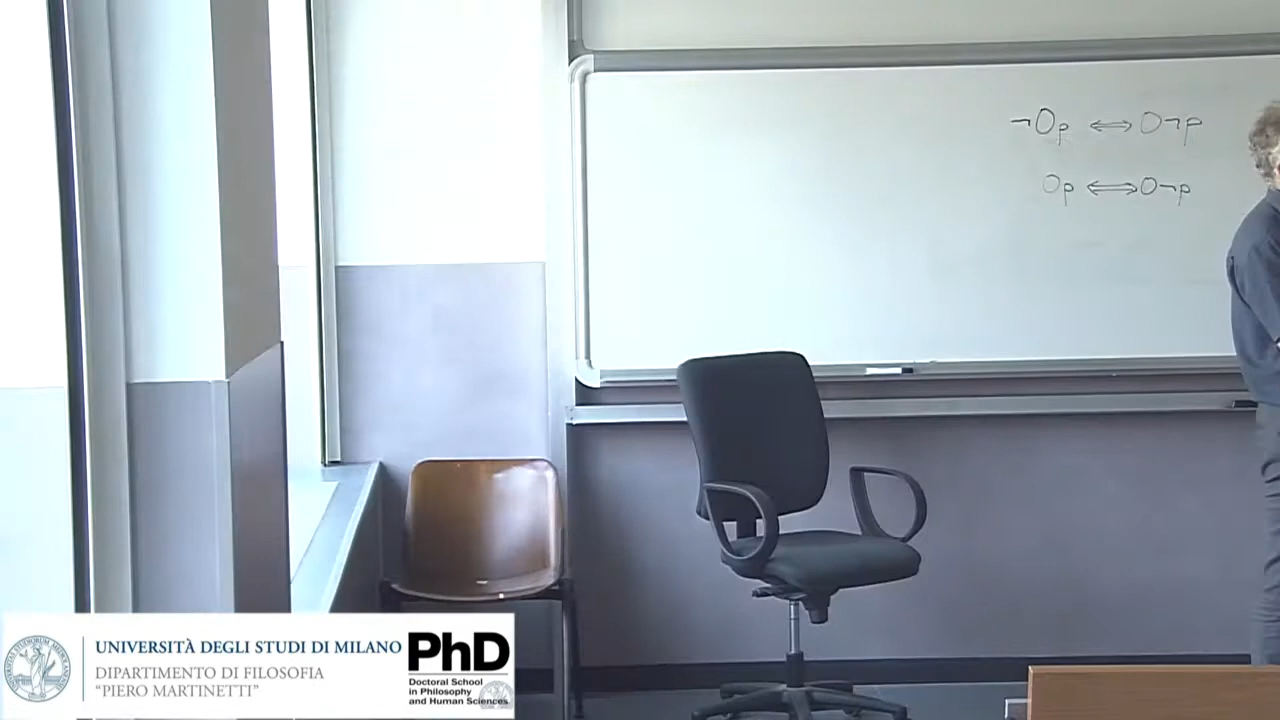 ¬Op ⟺ O¬p
Op ⟺ O¬p
UNIVERSITÀ DEGLI STUDI DI MILANO
DIPARTIMENTO DI FILOSOFIA
“PIERO MARTINETTI”
PhD
Doctoral School
in Philosophy
and Human Sciences